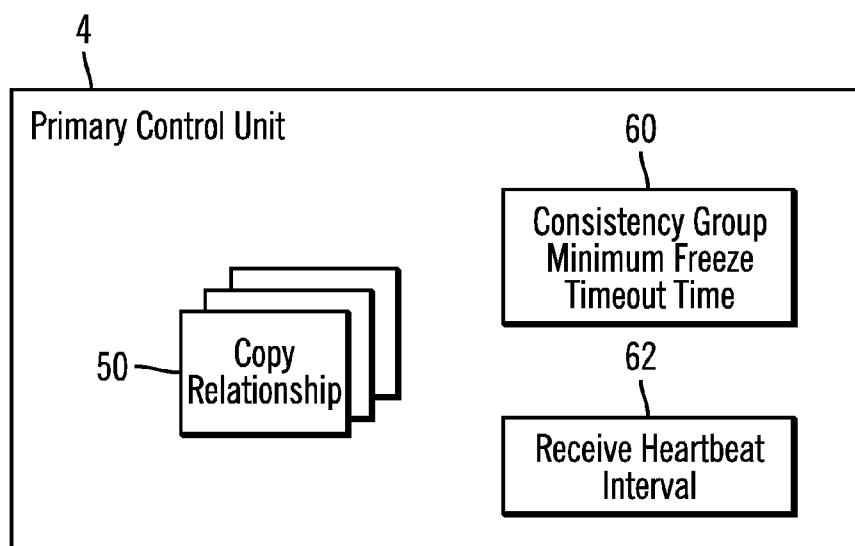 4
Primary Control Unit
60
Consistency Group
Minimum Freeze
Timeout Time
50
Copy
Relationship
62
Receive Heartbeat
Interval